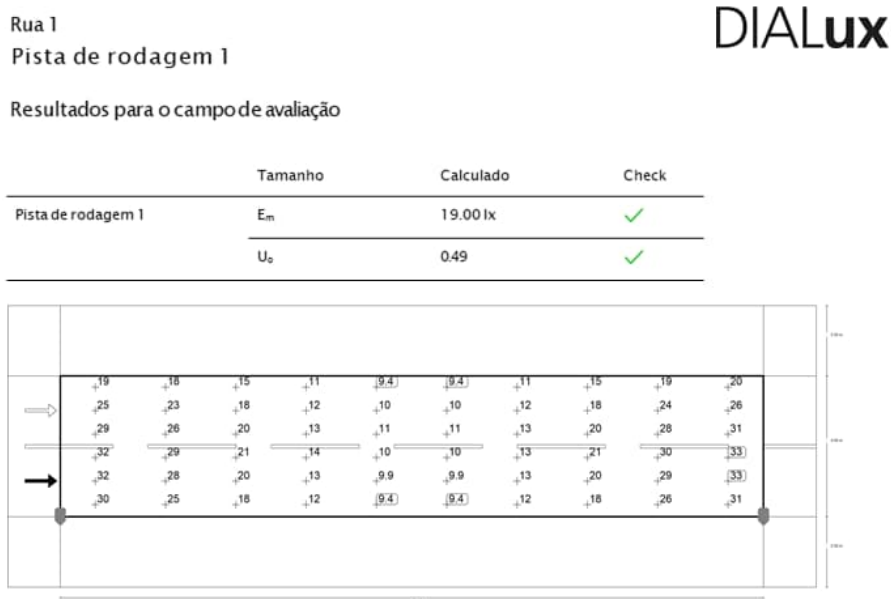 Rua 1
DIALux
Pista de rodagem 1
Resultados para o campo de avaliação
Tamanho Calculado Check
Pista de rodagem 1 Em 19.00 lx
Uo 0.49
19 18 15 11 9.4 9.4 11 15 19 20
25 23 18 12 10 10 12 18 24 26
29 26 20 13 11 11 13 20 28 31
32 29 21 14 10 10 13 21 30 33
32 28 20 13 9.9 9.9 13 20 29 33
30 25 18 12 9.4 9.4 12 18 26 31